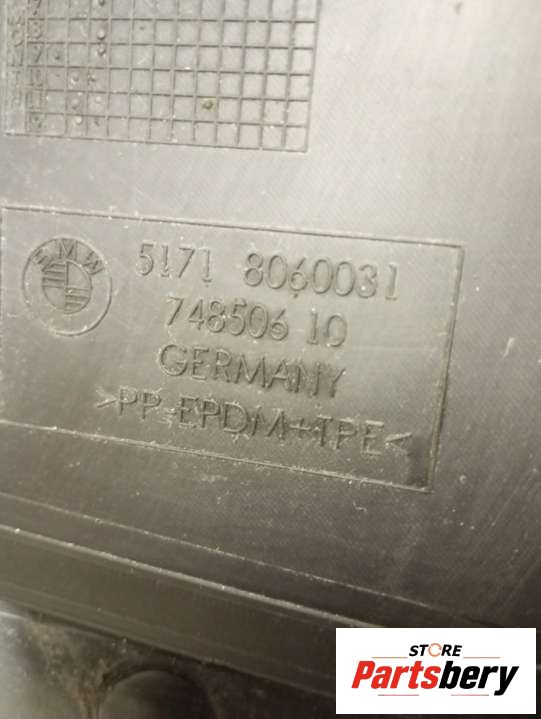 BMW
5171 8060031
748506 10
GERMANY
>PP-EPDM+TPE<
STORE
Partsbery